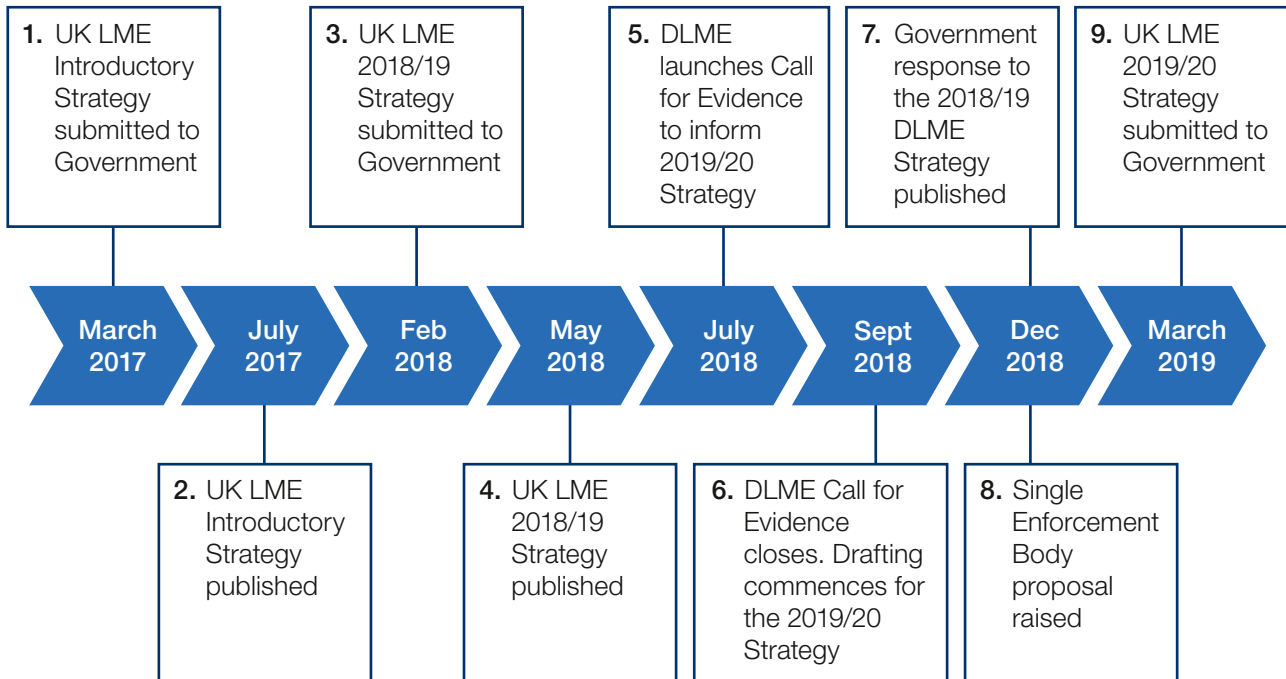 1. UK LME
Introductory
Strategy
submitted to
Government
3. UK LME
2018/19
Strategy
submitted to
Government
5. DLME
launches Call
for Evidence
to inform
2019/20
Strategy
7. Government
response to
the 2018/19
DLME
Strategy
published
9. UK LME
2019/20
Strategy
submitted to
Government
March
2017
July
2017
Feb
2018
May
2018
July
2018
Sept
2018
Dec
2018
March
2019
2. UK LME
Introductory
Strategy
published
4. UK LME
2018/19
Strategy
published
6. DLME Call for
Evidence
closes. Drafting
commences for
the 2019/20
Strategy
8. Single
Enforcement
Body
proposal
raised